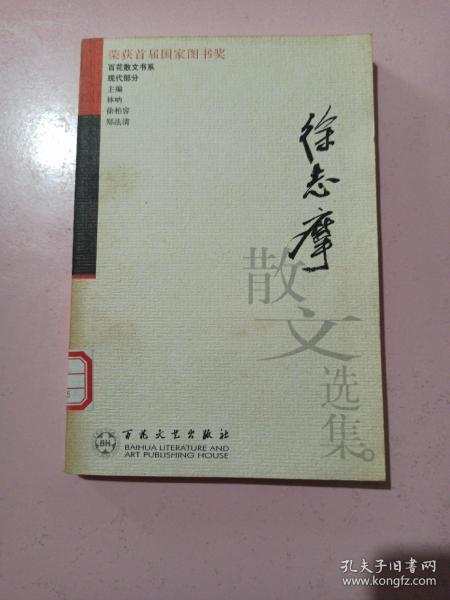 荣获首届国家图书奖
百花散文书系
现代部分
主编
林呐
徐柏容
郑法清
徐志摩
散文选集
百花文艺出版社
BH
BAIHUA LITERATURE AND
ART PUBLISHING HOUSE
孔夫子旧书网
www.kongfz.com